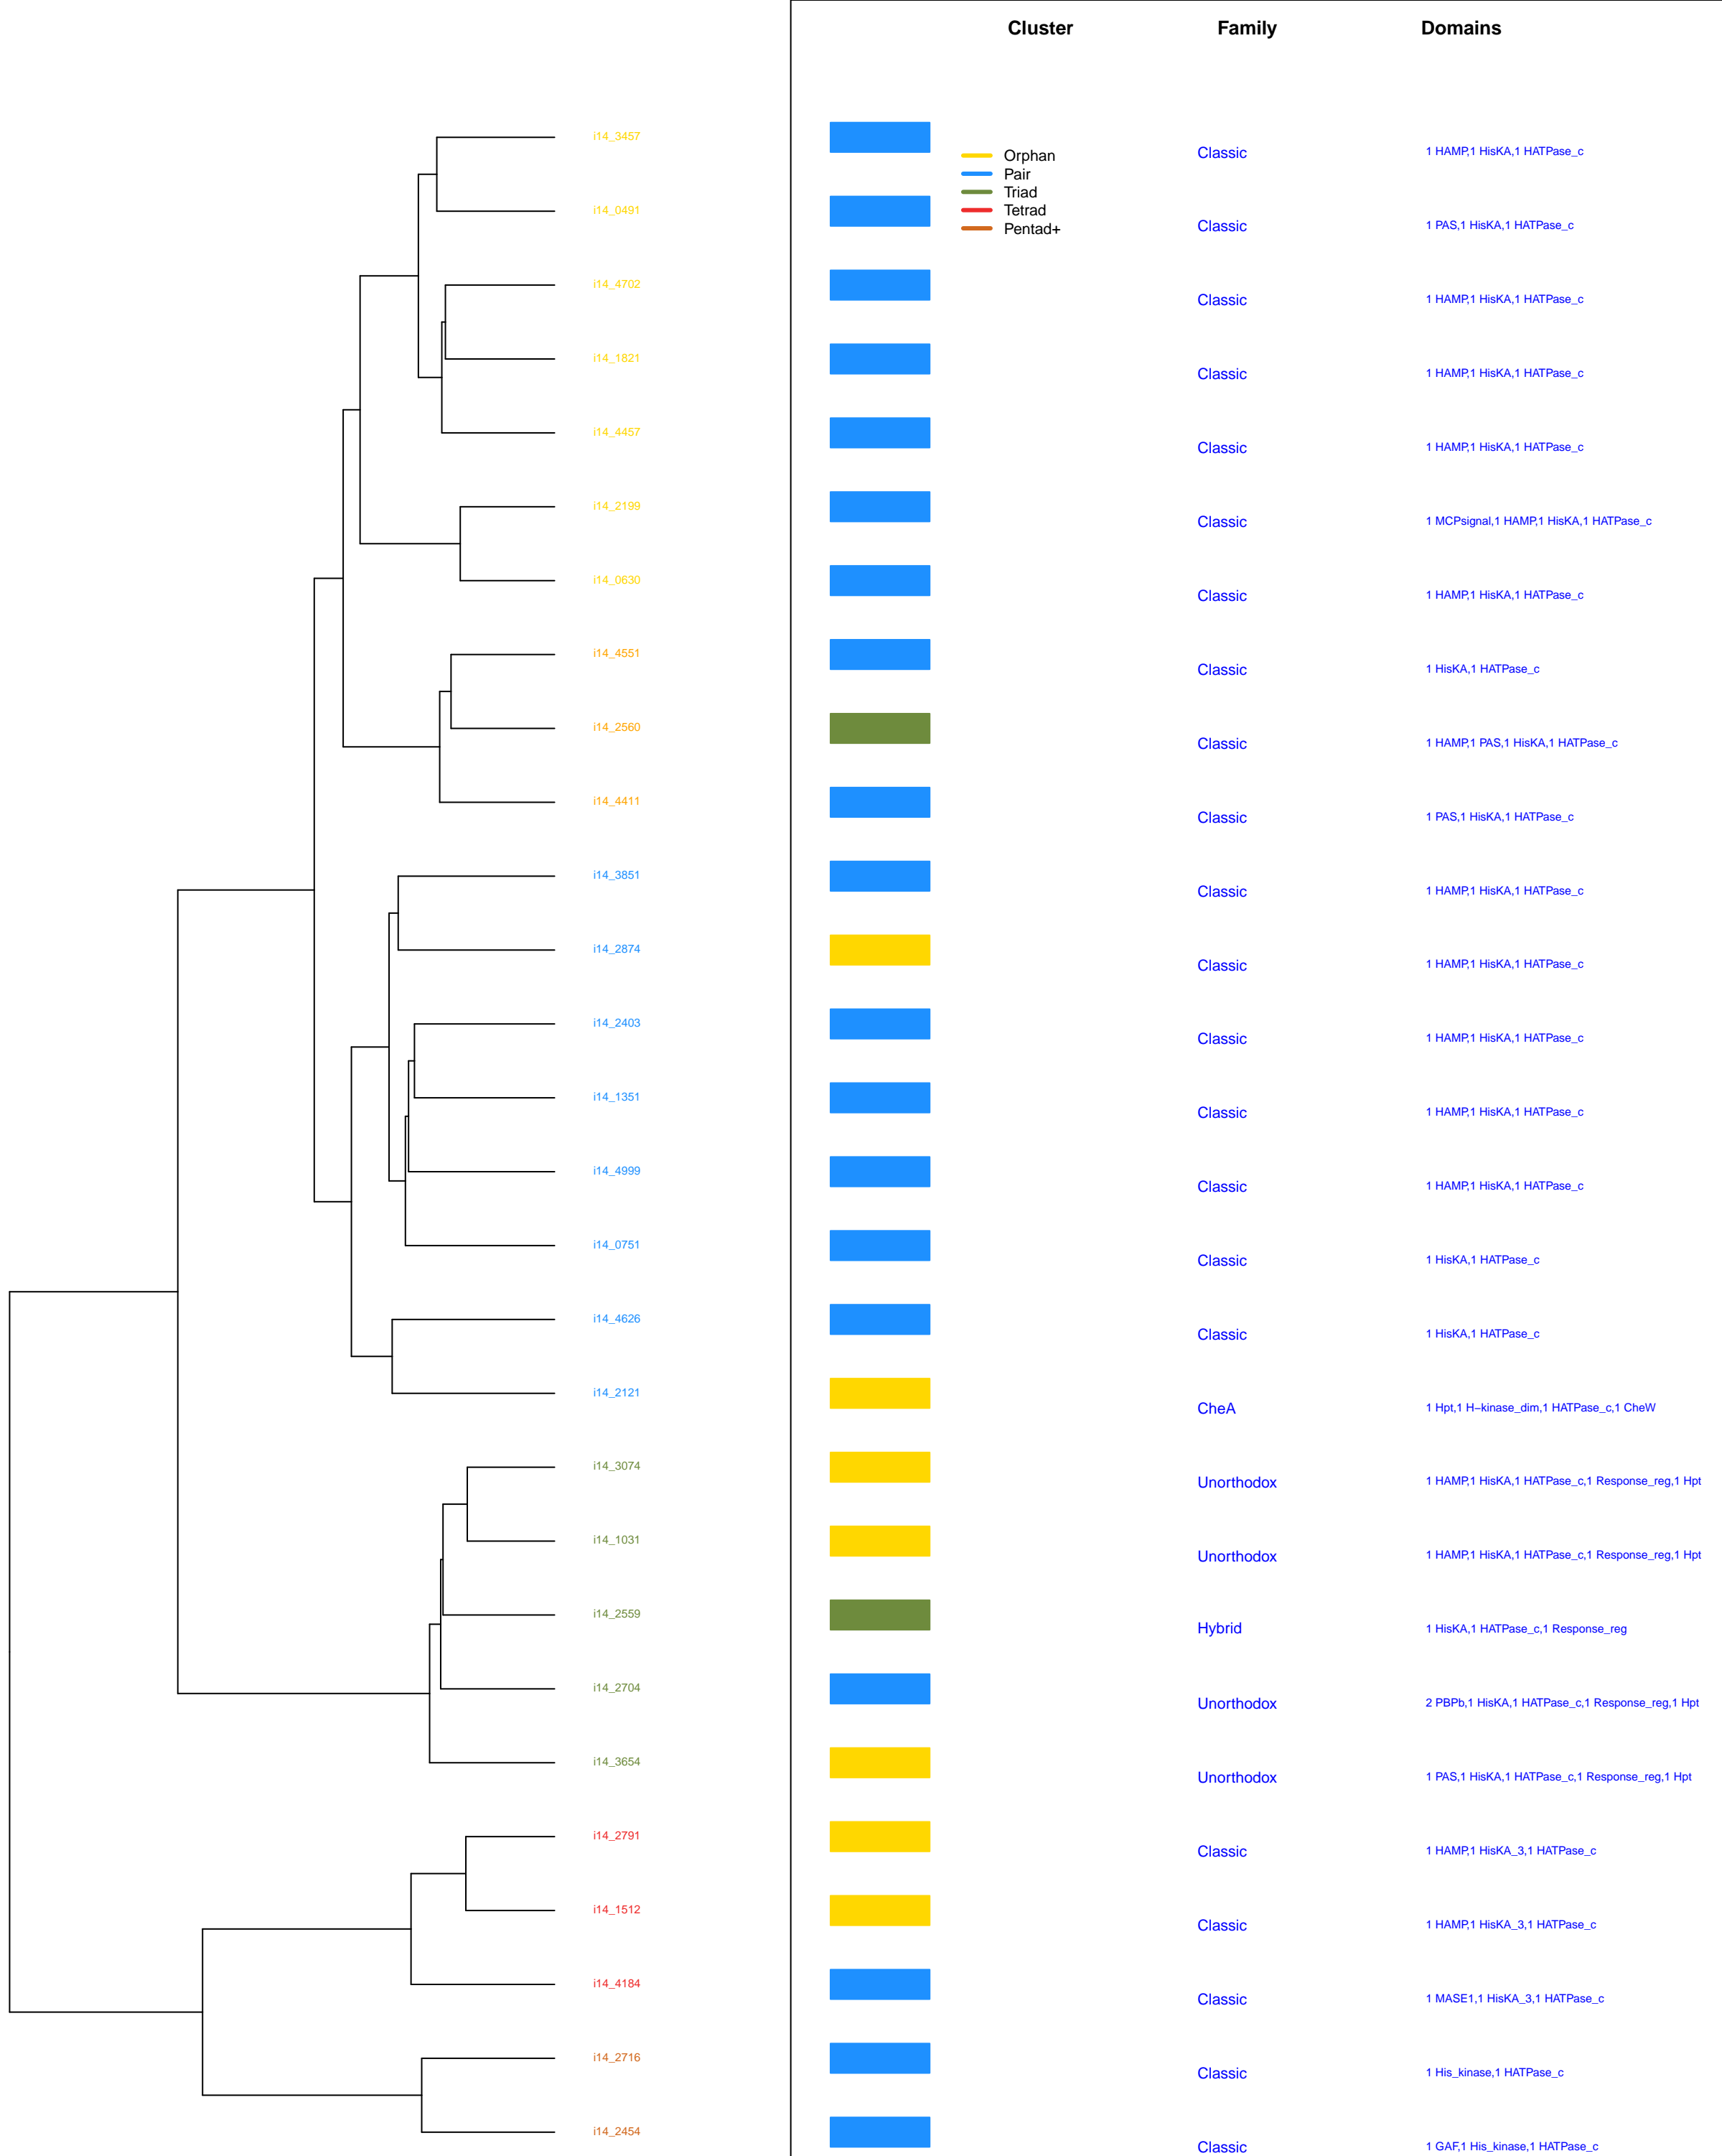 Cluster Family Domains
i14_3457 Classic 1 HAMP,1 HisKA,1 HATPase_c
Orphan
Pair
Triad
Tetrad
Pentad+
i14_0491 Classic 1 PAS,1 HisKA,1 HATPase_c
i14_4702 Classic 1 HAMP,1 HisKA,1 HATPase_c
i14_1821 Classic 1 HAMP,1 HisKA,1 HATPase_c
i14_4457 Classic 1 HAMP,1 HisKA,1 HATPase_c
i14_2199 Classic 1 MCPsignal,1 HAMP,1 HisKA,1 HATPase_c
i14_0630 Classic 1 HAMP,1 HisKA,1 HATPase_c
i14_4551 Classic 1 HisKA,1 HATPase_c
i14_2560 Classic 1 HAMP,1 PAS,1 HisKA,1 HATPase_c
i14_4411 Classic 1 PAS,1 HisKA,1 HATPase_c
i14_3851 Classic 1 HAMP,1 HisKA,1 HATPase_c
i14_2874 Classic 1 HAMP,1 HisKA,1 HATPase_c
i14_2403 Classic 1 HAMP,1 HisKA,1 HATPase_c
i14_1351 Classic 1 HAMP,1 HisKA,1 HATPase_c
i14_4999 Classic 1 HAMP,1 HisKA,1 HATPase_c
i14_0751 Classic 1 HisKA,1 HATPase_c
i14_4626 Classic 1 HisKA,1 HATPase_c
i14_2121 CheA 1 Hpt,1 H−kinase_dim,1 HATPase_c,1 CheW
i14_3074 Unorthodox 1 HAMP,1 HisKA,1 HATPase_c,1 Response_reg,1 Hpt
i14_1031 Unorthodox 1 HAMP,1 HisKA,1 HATPase_c,1 Response_reg,1 Hpt
i14_2559 Hybrid 1 HisKA,1 HATPase_c,1 Response_reg
i14_2704 Unorthodox 2 PBPb,1 HisKA,1 HATPase_c,1 Response_reg,1 Hpt
i14_3654 Unorthodox 1 PAS,1 HisKA,1 HATPase_c,1 Response_reg,1 Hpt
i14_2791 Classic 1 HAMP,1 HisKA_3,1 HATPase_c
i14_1512 Classic 1 HAMP,1 HisKA_3,1 HATPase_c
i14_4184 Classic 1 MASE1,1 HisKA_3,1 HATPase_c
i14_2716 Classic 1 His_kinase,1 HATPase_c
i14_2454 Classic 1 GAF,1 His_kinase,1 HATPase_c